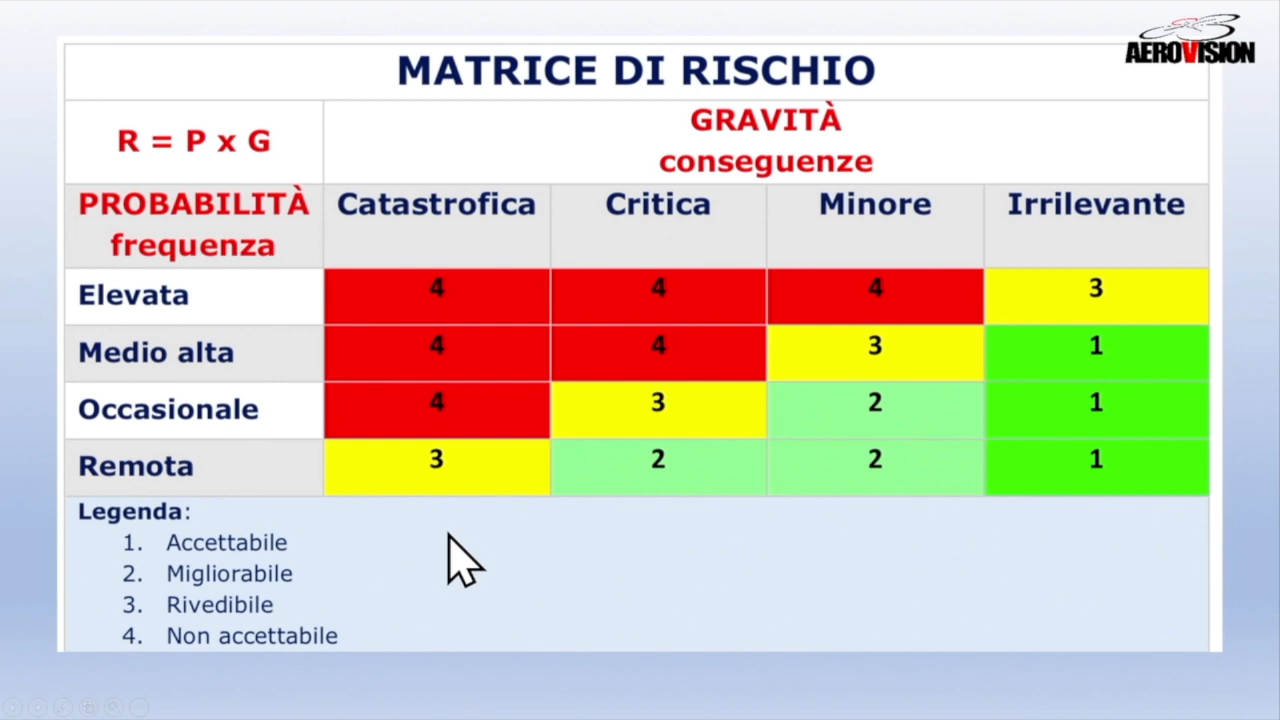 AEROVISION
MATRICE DI RISCHIO
R = P x G
GRAVITÀ
conseguenze
PROBABILITÀ
frequenza
Catastrofica
Critica
Minore
Irrilevante
Elevata
4
4
4
3
Medio alta
4
4
3
1
Occasionale
4
3
2
1
Remota
3
2
2
1
Legenda:
1. Accettabile
2. Migliorabile
3. Rivedibile
4. Non accettabile